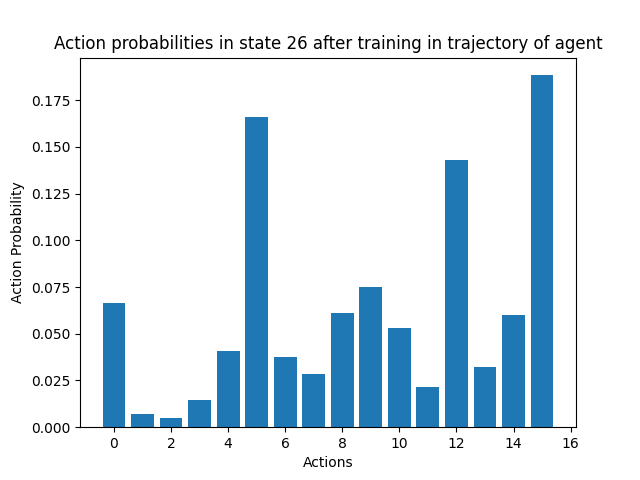 Action probabilities in state 26 after training in trajectory of agent
0.175
0.150
0.125
0.100
0.075
0.050
0.025
0.000
Action Probability
0 2 4 6 8 10 12 14 16
Actions